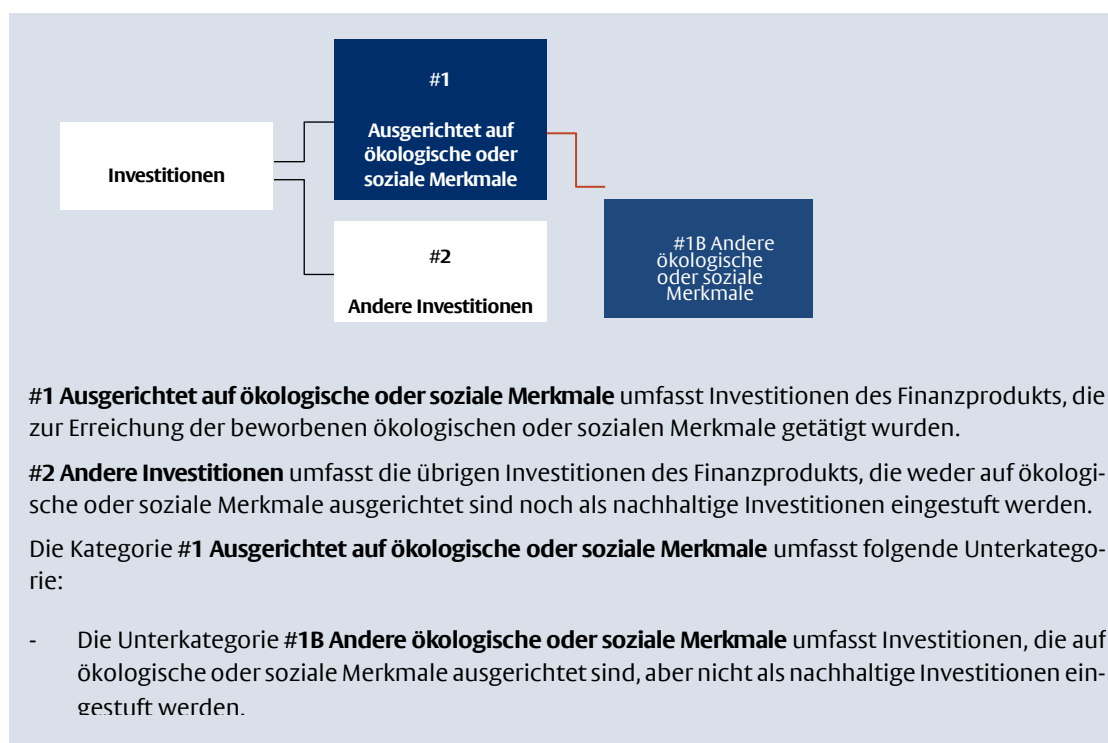 #1
Ausgerichtet auf
ökologische oder
soziale Merkmale
Investitionen
#2
Andere Investitionen
#1B Andere
ökologische
oder soziale
Merkmale
#1 Ausgerichtet auf ökologische oder soziale Merkmale umfasst Investitionen des Finanzprodukts, die
zur Erreichung der beworbenen ökologischen oder sozialen Merkmale getätigt wurden.
#2 Andere Investitionen umfasst die übrigen Investitionen des Finanzprodukts, die weder auf ökologi-
sche oder soziale Merkmale ausgerichtet sind noch als nachhaltige Investitionen eingestuft werden.
Die Kategorie #1 Ausgerichtet auf ökologische oder soziale Merkmale umfasst folgende Unterkatego-
rie:
- Die Unterkategorie #1B Andere ökologische oder soziale Merkmale umfasst Investitionen, die auf
ökologische oder soziale Merkmale ausgerichtet sind, aber nicht als nachhaltige Investitionen ein-
gestuft werden.